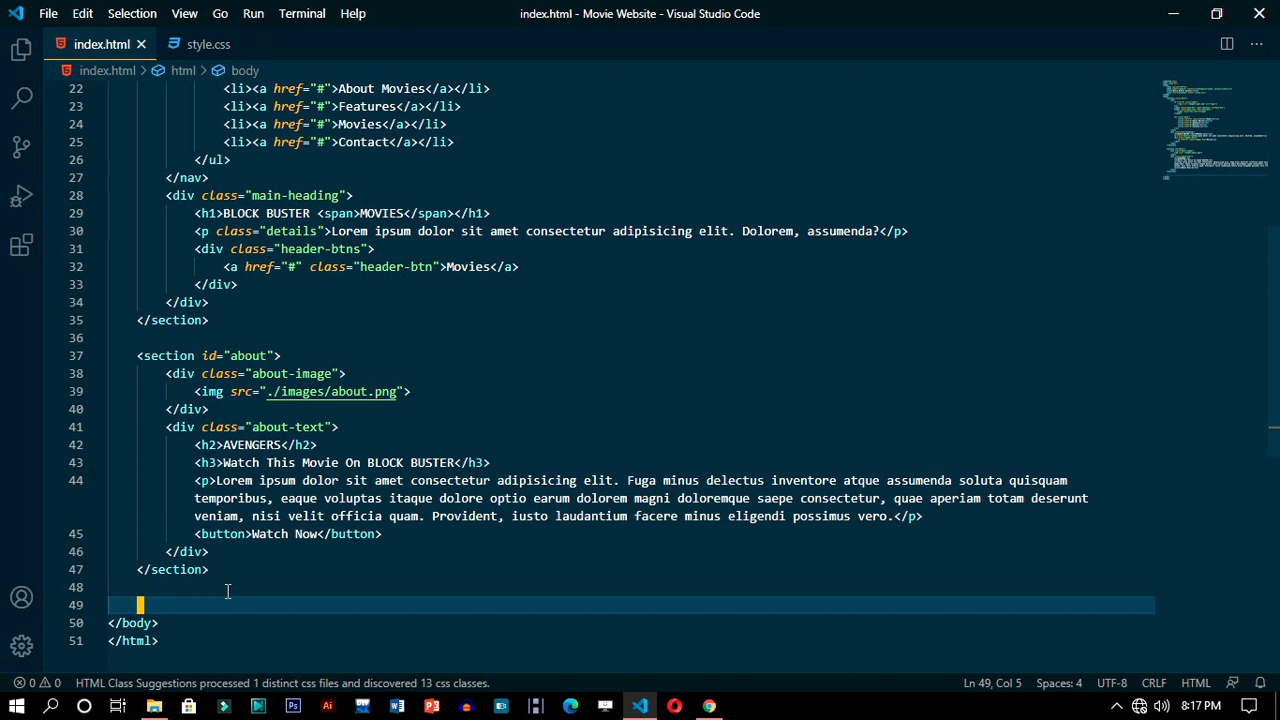 File Edit Selection View Go Run Terminal Help index.html - Movie Website - Visual Studio Code
index.html style.css
index.html html body
22 <li><a href="#">About Movies</a></li>
23 <li><a href="#">Features</a></li>
24 <li><a href="#">Movies</a></li>
25 <li><a href="#">Contact</a></li>
26 </ul>
27 </nav>
28 <div class="main-heading">
29 <h1>BLOCK BUSTER <span>MOVIES</span></h1>
30 <p class="details">Lorem ipsum dolor sit amet consectetur adipisicing elit. Dolorem, assumenda?</p>
31 <div class="header-btns">
32 <a href="#" class="header-btn">Movies</a>
33 </div>
34 </div>
35 </section>
36
37 <section id="about">
38 <div class="about-image">
39 <img src="./images/about.png">
40 </div>
41 <div class="about-text">
42 <h2>AVENGERS</h2>
43 <h3>Watch This Movie On BLOCK BUSTER</h3>
44 <p>Lorem ipsum dolor sit amet consectetur adipisicing elit. Fuga minus delectus inventore atque assumenda soluta quisquam
temporibus, eaque voluptas itaque dolore optio earum dolorem magni doloremque saepe consectetur, quae aperiam totam deserunt
veniam, nisi velit officia quam. Provident, iusto laudantium facere minus eligendi possimus vero.</p>
45 <button>Watch Now</button>
46 </div>
47 </section>
48
49
50 </body>
51 </html>
0 0 HTML Class Suggestions processed 1 distinct css files and discovered 13 css classes. Ln 49, Col 5 Spaces: 4 UTF-8 CRLF HTML
8:17 PM